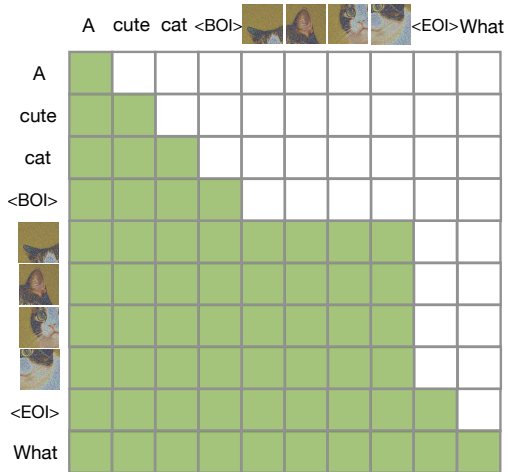 A cute cat <BOI> <EOI> What
A
cute
cat
<BOI>
<EOI>
What